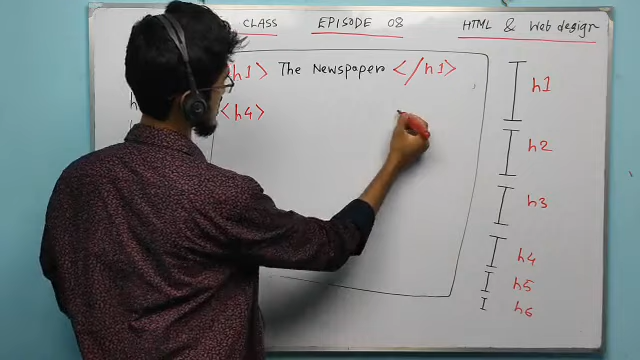 CLASS EPISODE 08 HTML & Web design
<h1> The Newspaper </h1>
<h4>
h1
h2
h3
h4
h5
h6